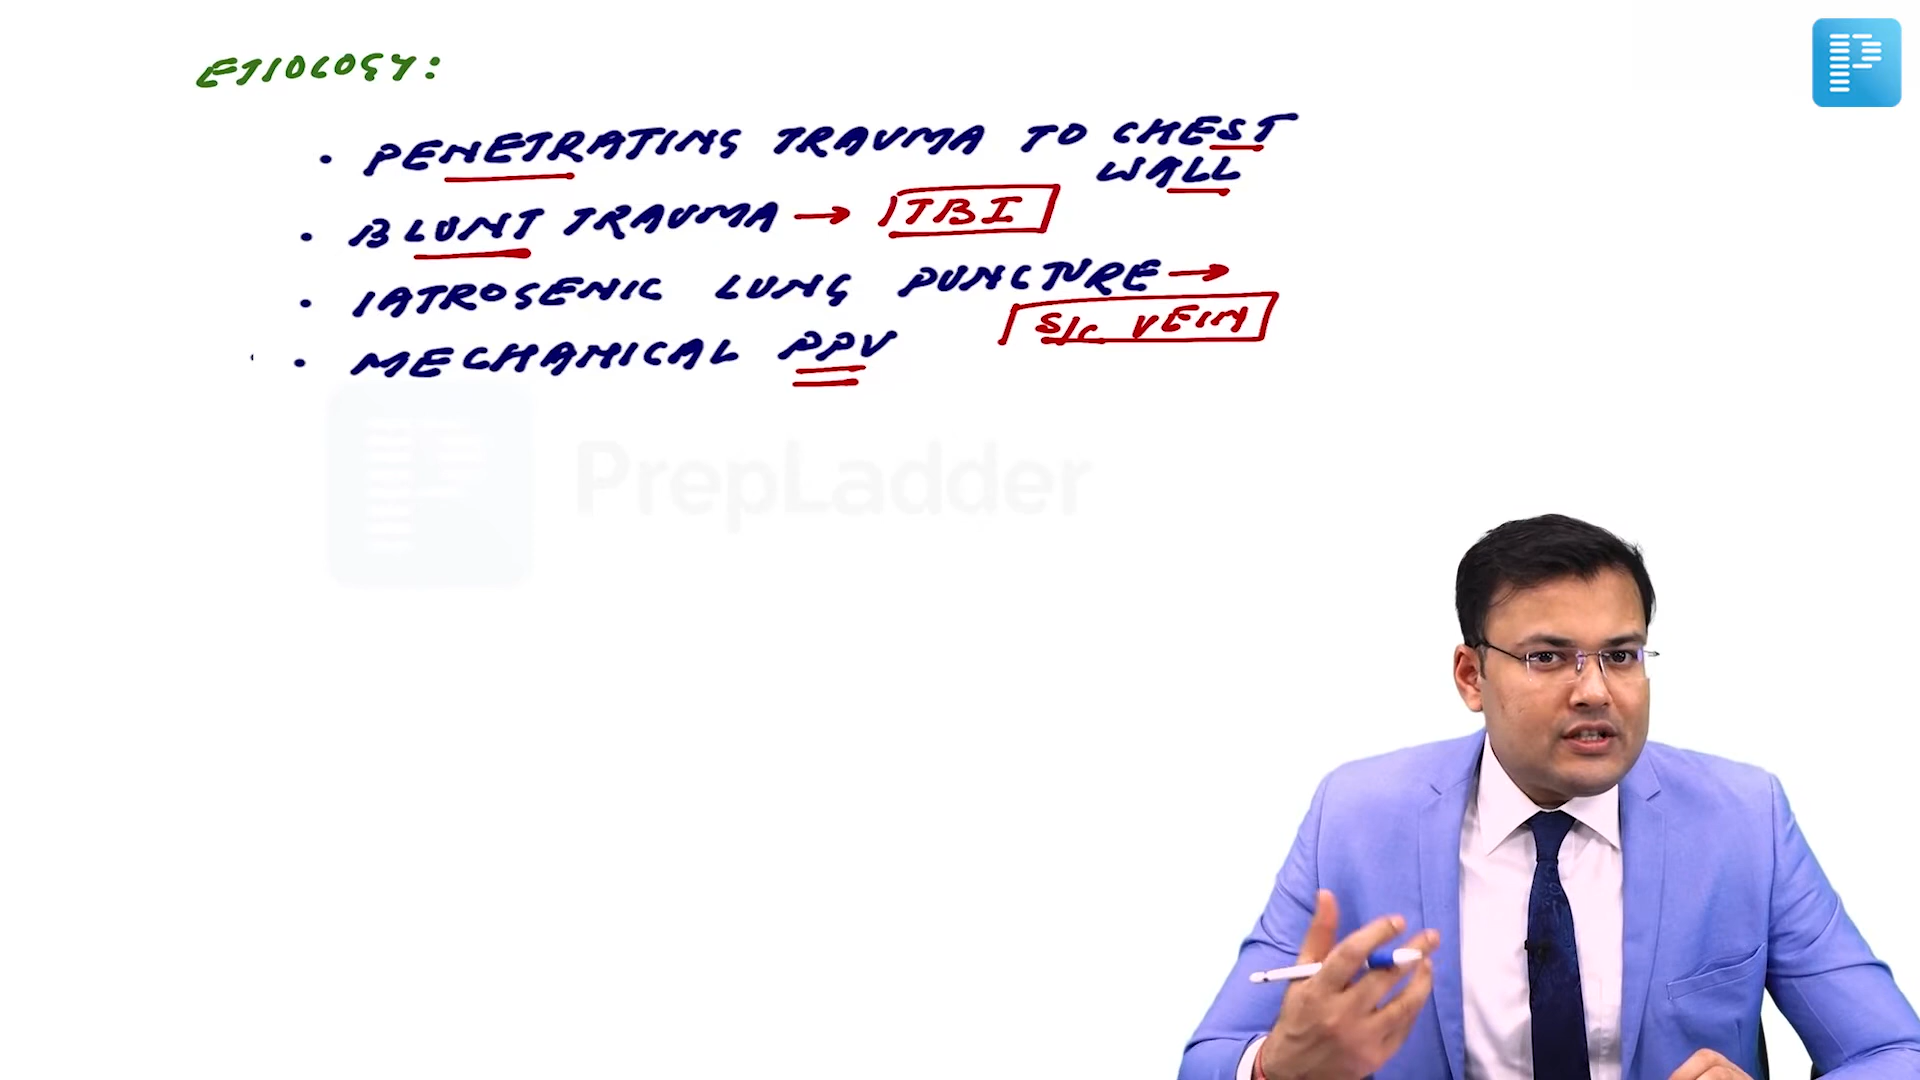 ETIOLOGY:
• PENETRATING TRAUMA TO CHEST
WALL
• BLUNT TRAUMA → TBI
• IATROGENIC LUNG PUNCTURE →
S/C VEIN
• MECHANICAL PPV
PrepLadder